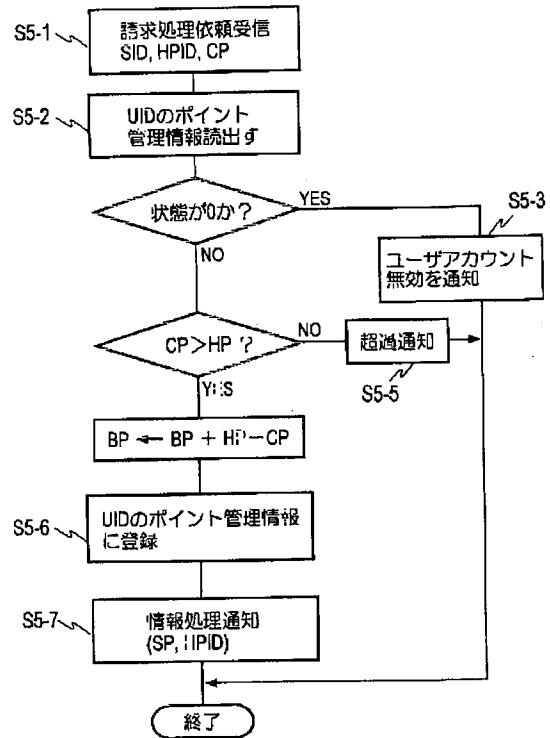 S5-1
請求処理依頼受信
SID, HPID, CP
S5-2
UIDのポイント
管理情報読出す
状態が0か?
YES
NO
S5-3
ユーザアカウント
無効を通知
CP>HP?
NO
YES
超過通知
S5-5
BP ← BP + HP−CP
S5-6
UIDのポイント管理情報
に登録
S5-7
情報処理通知
(SP, HPID)
終了